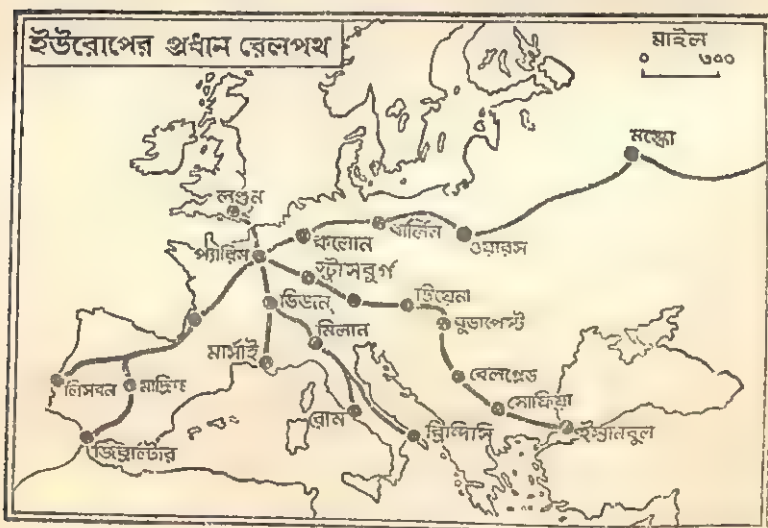 ইউরোপের প্রধান রেলপথ
মাইল
০ ৩০০
মস্কো
লণ্ডন
বার্লিন
কলোন
ওয়ারস
প্যারিস
স্ট্রাসবুর্গ
ভিয়েনা
ডিজন্
বুডাপেস্ট
মিলান
মার্সাই
বেলগ্রেড
লিসবন
মাদ্রিদ
সোফিয়া
রোম
ব্রিন্দিসি
ইস্তানবুল
জিব্রাল্টার